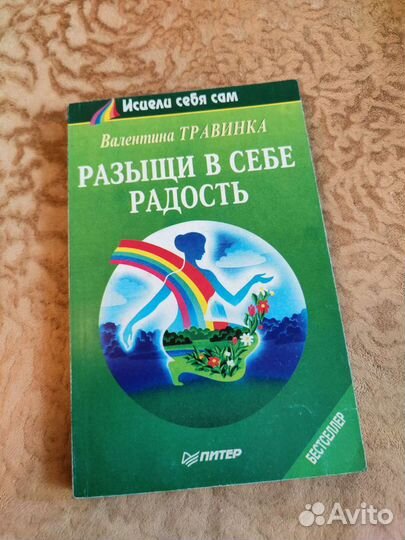 Исцели себя сам
Валентина ТРАВИНКА
РАЗЫЩИ В СЕБЕ
РАДОСТЬ
БЕСТСЕЛЛЕР
ПИТЕР
Avito